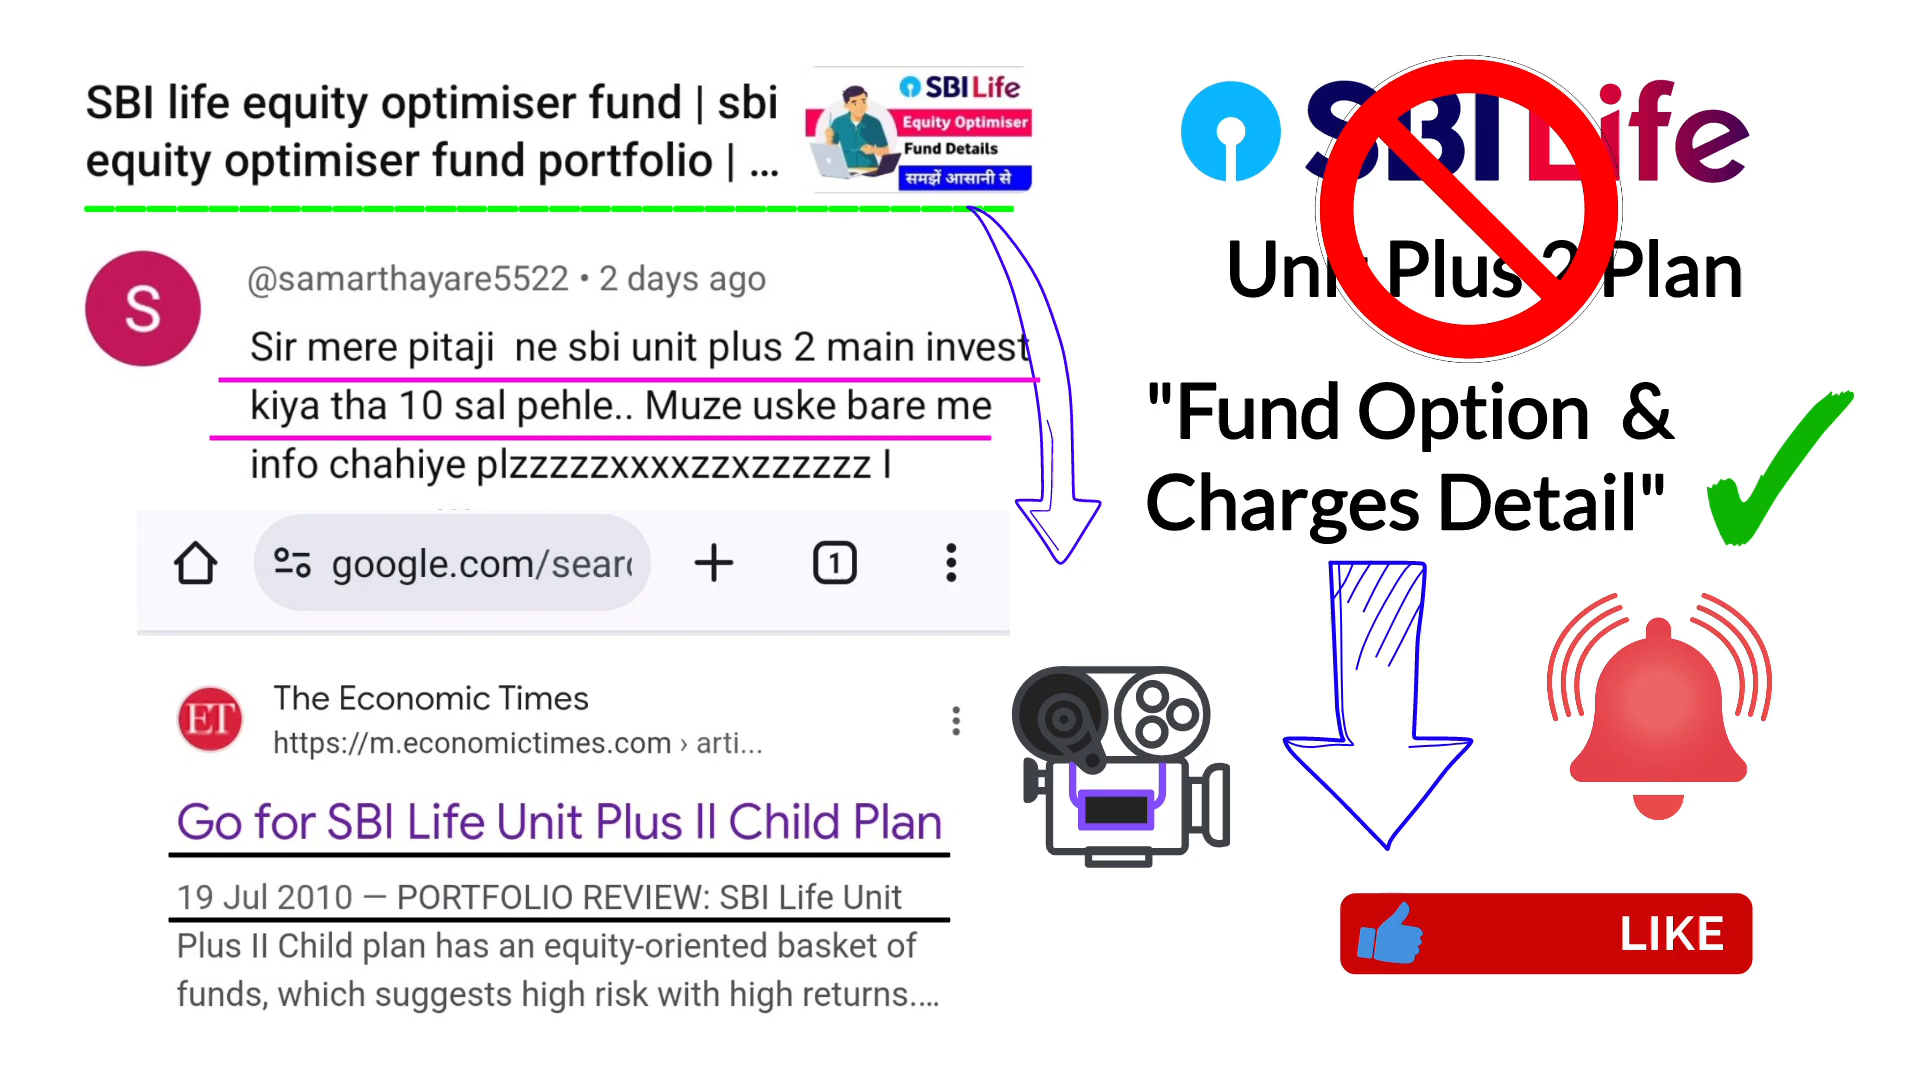 SBI life equity optimiser fund | sbi
equity optimiser fund portfolio | ...
SBI Life
Equity Optimiser
Fund Details
समझें आसानी से
@samarthayare5522 • 2 days ago
Sir mere pitaji ne sbi unit plus 2 main invest
kiya tha 10 sal pehle.. Muze uske bare me
info chahiye plzzzzzxxxxzzxzzzzzz I
google.com/sear
1
ET
The Economic Times
https://m.economictimes.com › arti...
Go for SBI Life Unit Plus II Child Plan
19 Jul 2010 — PORTFOLIO REVIEW: SBI Life Unit
Plus II Child plan has an equity-oriented basket of
funds, which suggests high risk with high returns....
S
SBI Life
Unit Plus 2 Plan
"Fund Option &
Charges Detail"
LIKE